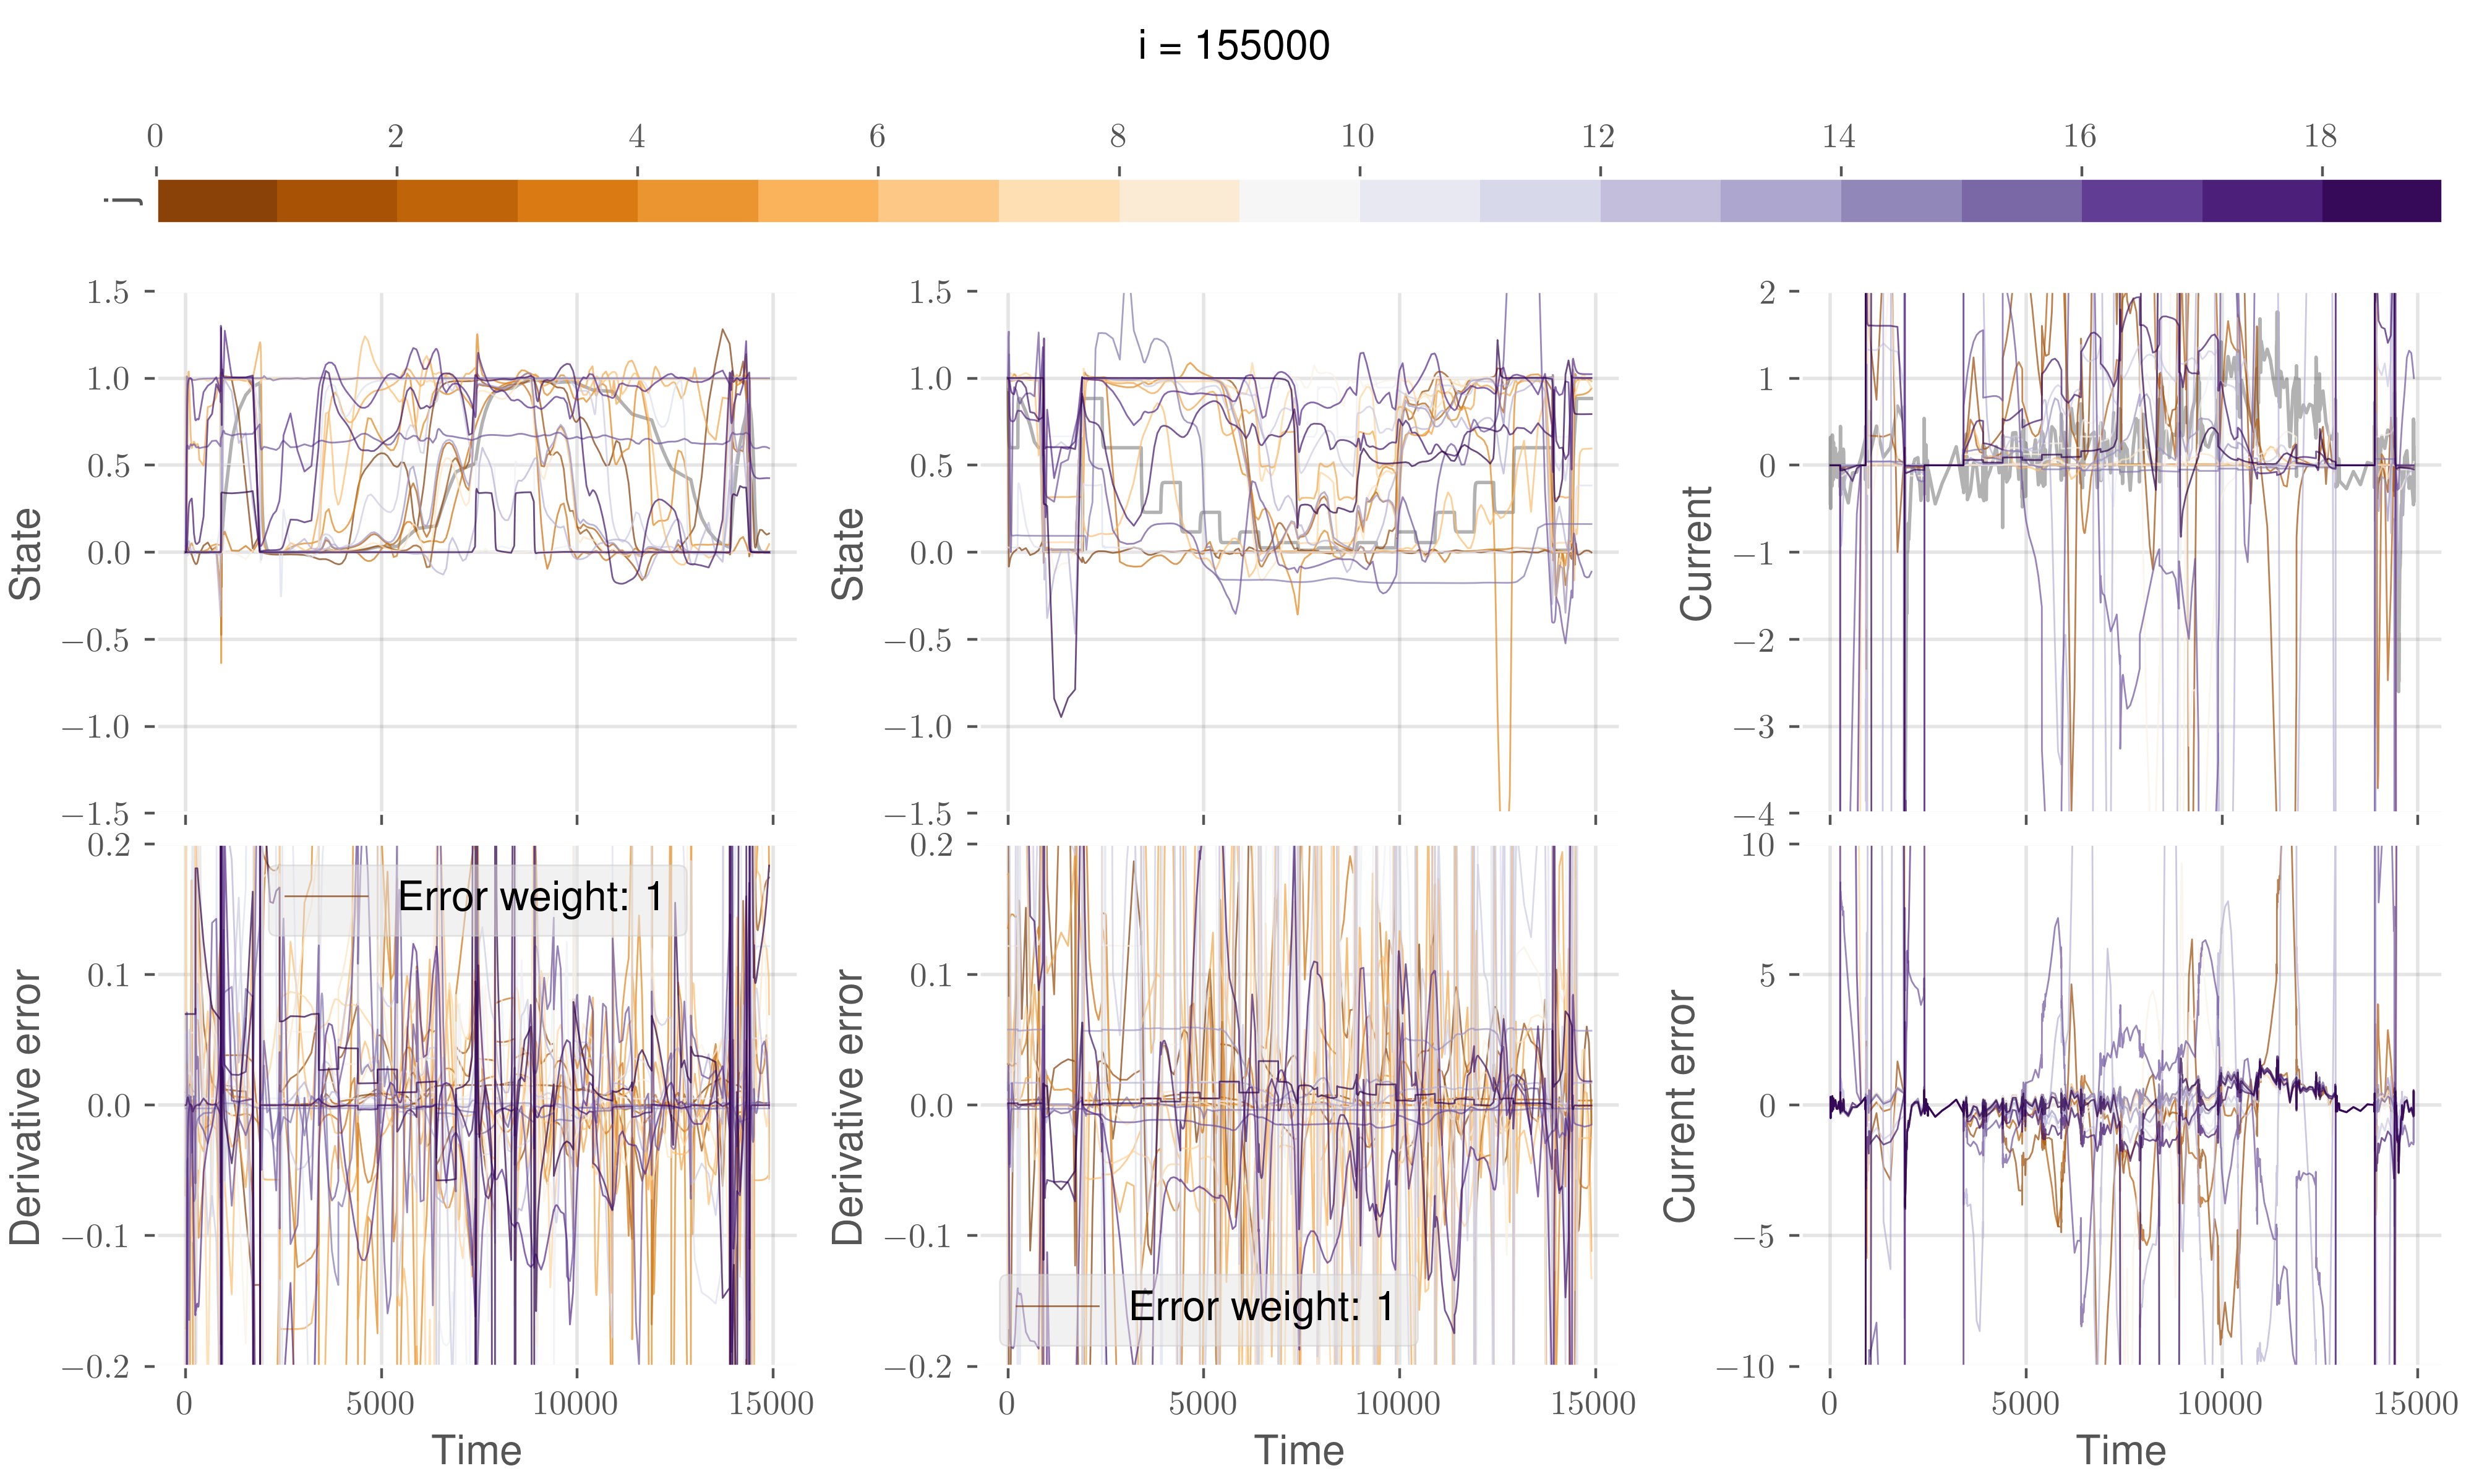 i = 155000
0 2 4 6 8 10 12 14 16 18
j
1.5 1.0 0.5 0.0 −0.5 −1.0 −1.5
State
1.5 1.0 0.5 0.0 −0.5 −1.0 −1.5
State
2 1 0 −1 −2 −3 −4
Current
0.2 0.1 0.0 −0.1 −0.2
Derivative error
Error weight: 1
0 5000 10000 15000
Time
0.2 0.1 0.0 −0.1 −0.2
Derivative error
Error weight: 1
0 5000 10000 15000
Time
10 5 0 −5 −10
Current error
0 5000 10000 15000
Time